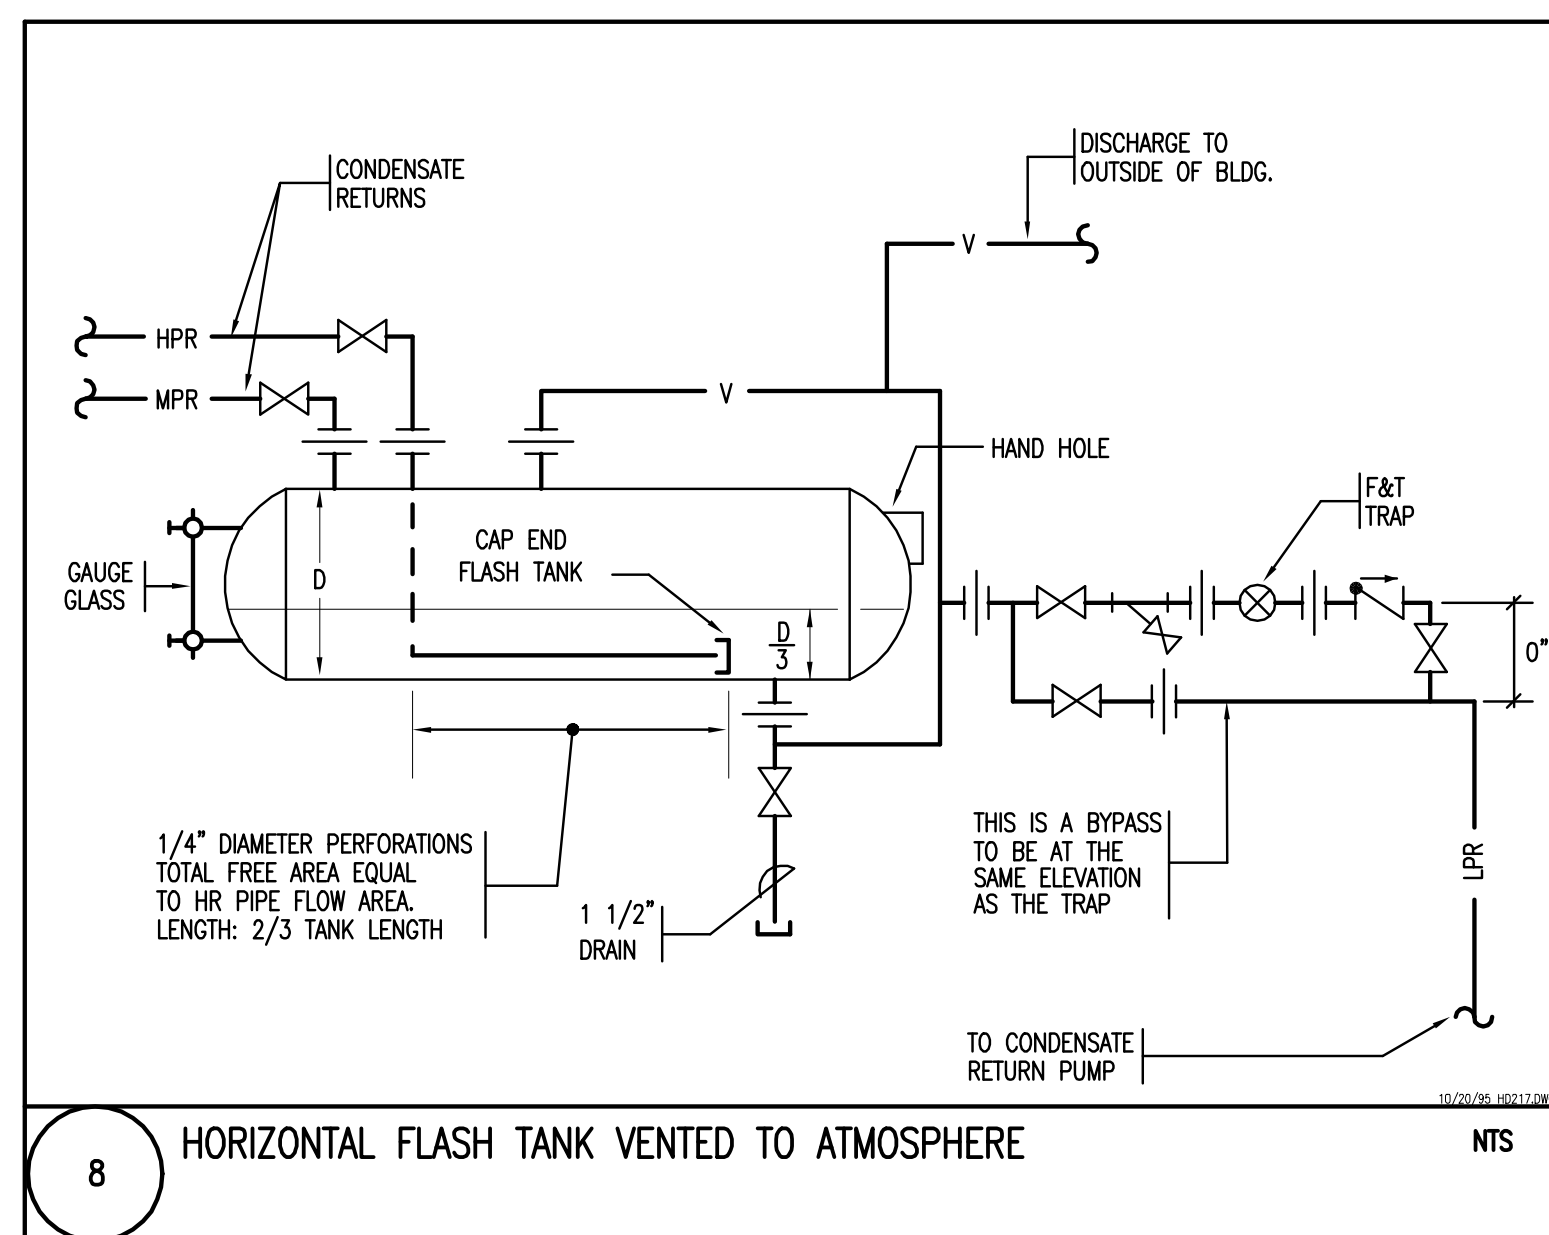 DISCHARGE TO
OUTSIDE OF BLDG.
CONDENSATE
RETURNS
V
HPR
MPR
V
HAND HOLE
F&T
TRAP
CAP END
FLASH TANK
GAUGE
GLASS
D
D
3
0"
1/4" DIAMETER PERFORATIONS
TOTAL FREE AREA EQUAL
TO HR PIPE FLOW AREA.
LENGTH: 2/3 TANK LENGTH
1 1/2"
DRAIN
THIS IS A BYPASS
TO BE AT THE
SAME ELEVATION
AS THE TRAP
LPR
TO CONDENSATE
RETURN PUMP
10/20/95 HD217.DW
8
HORIZONTAL FLASH TANK VENTED TO ATMOSPHERE
NTS